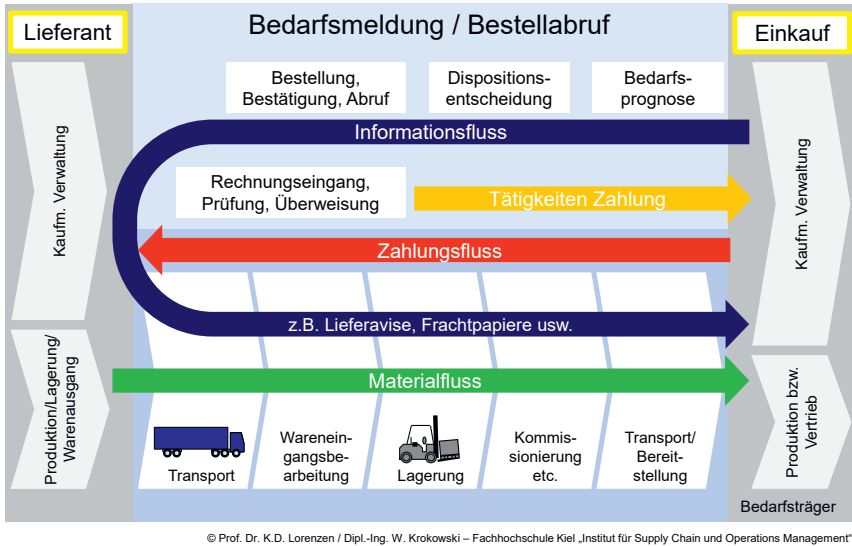 Lieferant
Bedarfsmeldung / Bestellabruf
Einkauf
Bestellung,
Bestätigung, Abruf
Dispositions-
entscheidung
Bedarfs-
prognose
Informationsfluss
Kaufm. Verwaltung
Rechnungseingang,
Prüfung, Überweisung
Tätigkeiten Zahlung
Kaufm. Verwaltung
Zahlungsfluss
z.B. Lieferavise, Frachtpapiere usw.
Produktion/Lagerung/
Warenausgang
Materialfluss
Produktion bzw.
Vertrieb
Transport
Warenein-
gangsbe-
arbeitung
Lagerung
Kommis-
sionierung
etc.
Transport/
Bereit-
stellung
Bedarfsträger
© Prof. Dr. K.D. Lorenzen / Dipl.-Ing. W. Krokowski – Fachhochschule Kiel „Institut für Supply Chain und Operations Management"